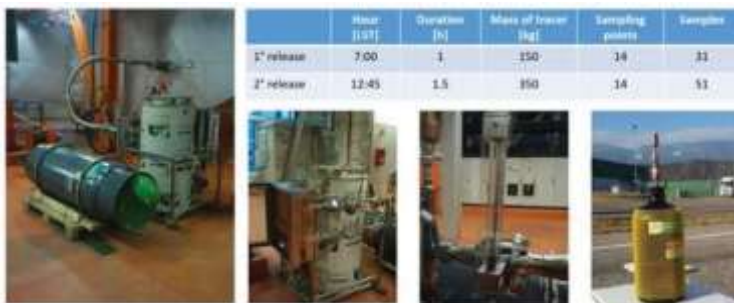 Hour Duration Mass of tracer Sampling Samples
[LST] [h] [kg] points
1° release 7:00 1 150 14 31
2° release 12:45 1.5 350 14 51